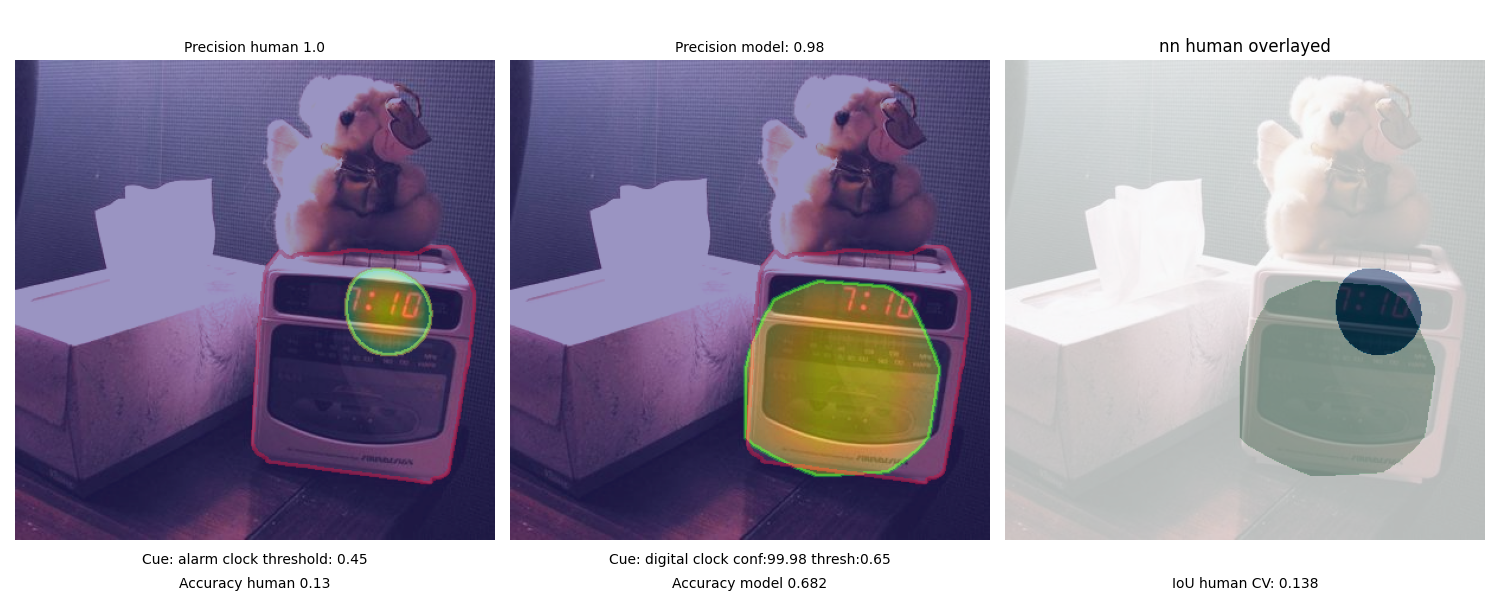 Precision human 1.0
Precision model: 0.98
nn human overlayed
7:10
7:10
7:10
Cue: alarm clock threshold: 0.45
Accuracy human 0.13
Cue: digital clock conf:99.98 thresh:0.65
Accuracy model 0.682
IoU human CV: 0.138